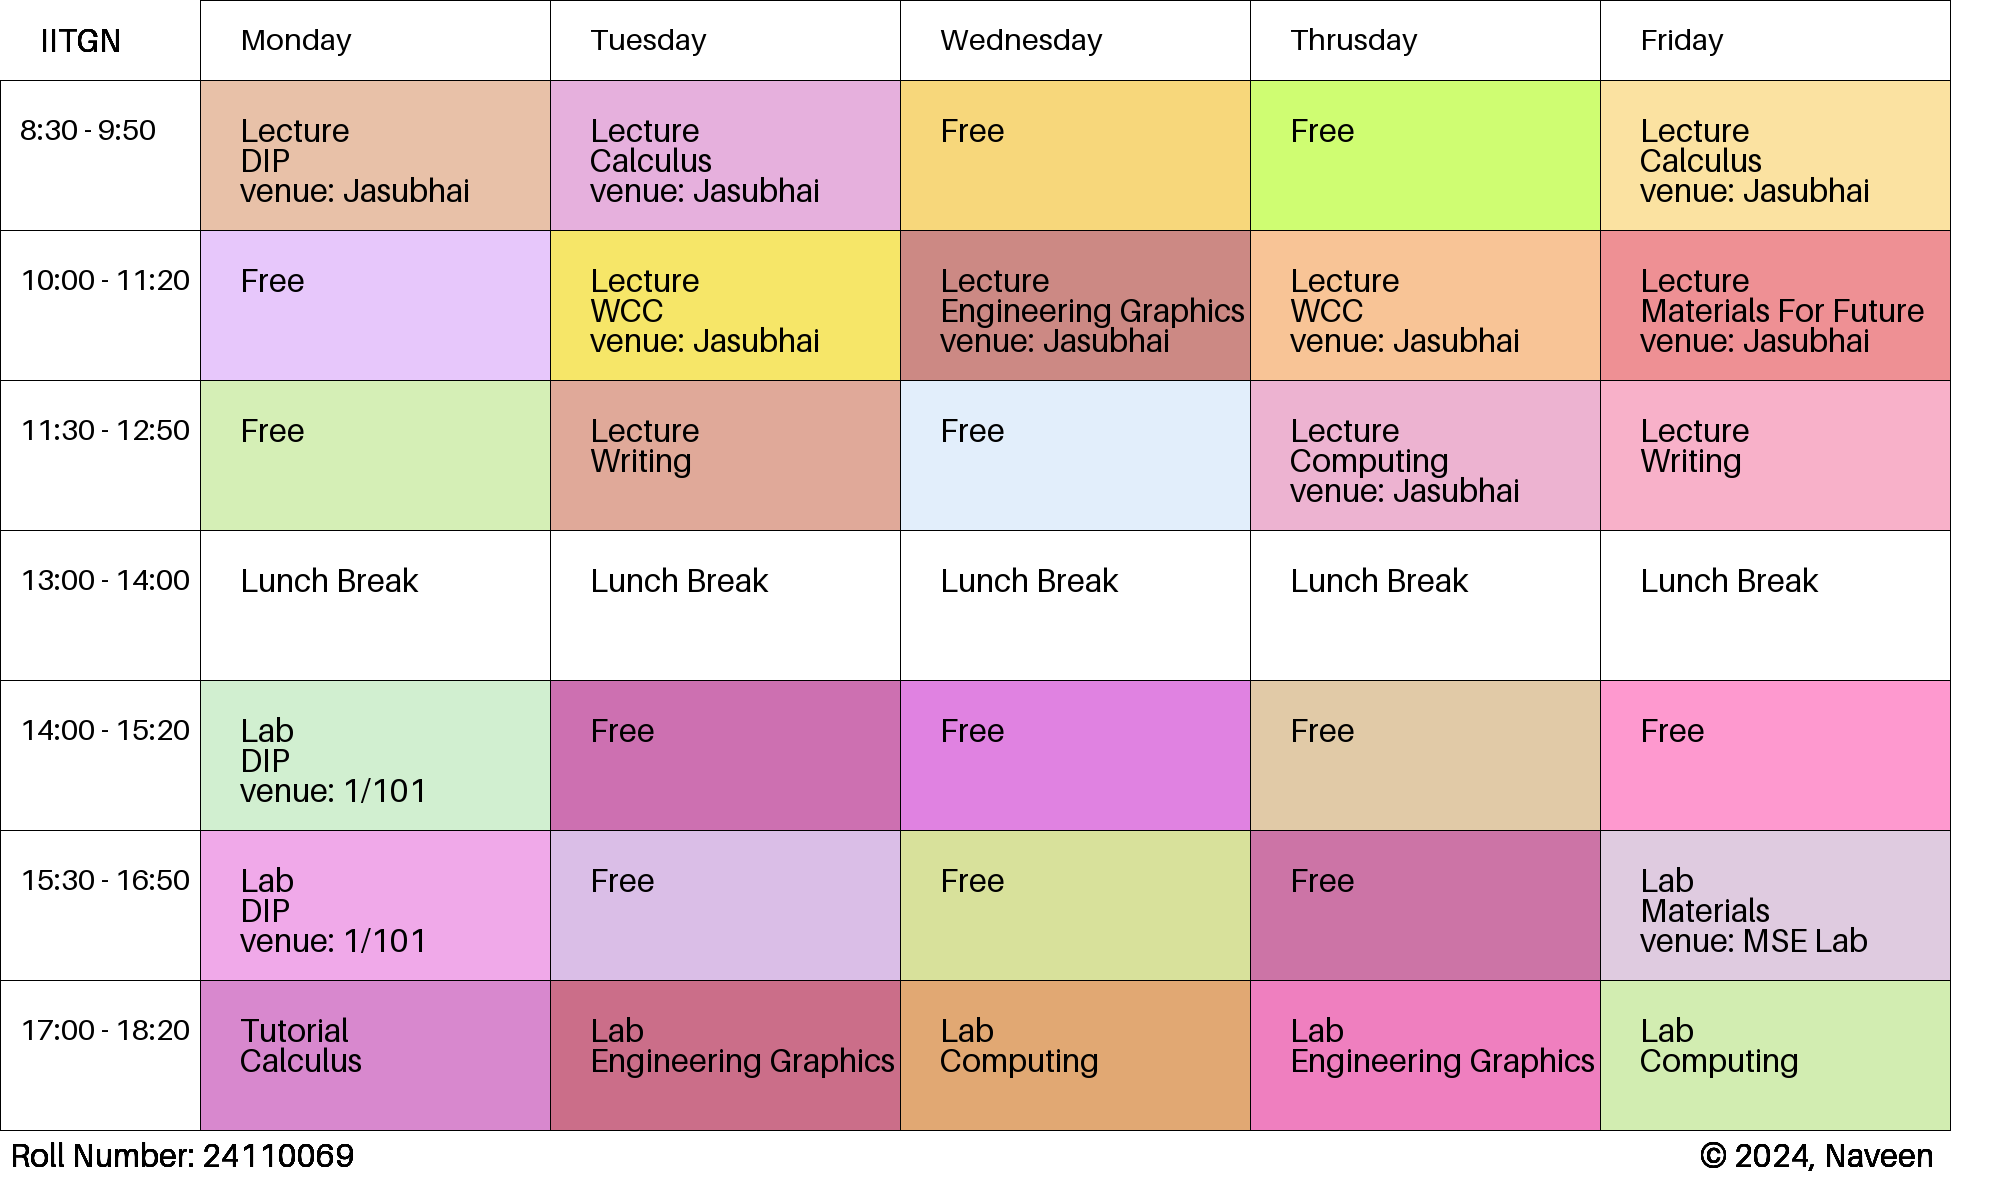 IITGN Monday Tuesday Wednesday Thrusday Friday
8:30 - 9:50
Lecture
DIP
venue: Jasubhai
Lecture
Calculus
venue: Jasubhai
Free
Free
Lecture
Calculus
venue: Jasubhai
10:00 - 11:20
Free
Lecture
WCC
venue: Jasubhai
Lecture
Engineering Graphics
venue: Jasubhai
Lecture
WCC
venue: Jasubhai
Lecture
Materials For Future
venue: Jasubhai
11:30 - 12:50
Free
Lecture
Writing
Free
Lecture
Computing
venue: Jasubhai
Lecture
Writing
13:00 - 14:00
Lunch Break
Lunch Break
Lunch Break
Lunch Break
Lunch Break
14:00 - 15:20
Lab
DIP
venue: 1/101
Free
Free
Free
Free
15:30 - 16:50
Lab
DIP
venue: 1/101
Free
Free
Free
Lab
Materials
venue: MSE Lab
17:00 - 18:20
Tutorial
Calculus
Lab
Engineering Graphics
Lab
Computing
Lab
Engineering Graphics
Lab
Computing
Roll Number: 24110069
© 2024, Naveen